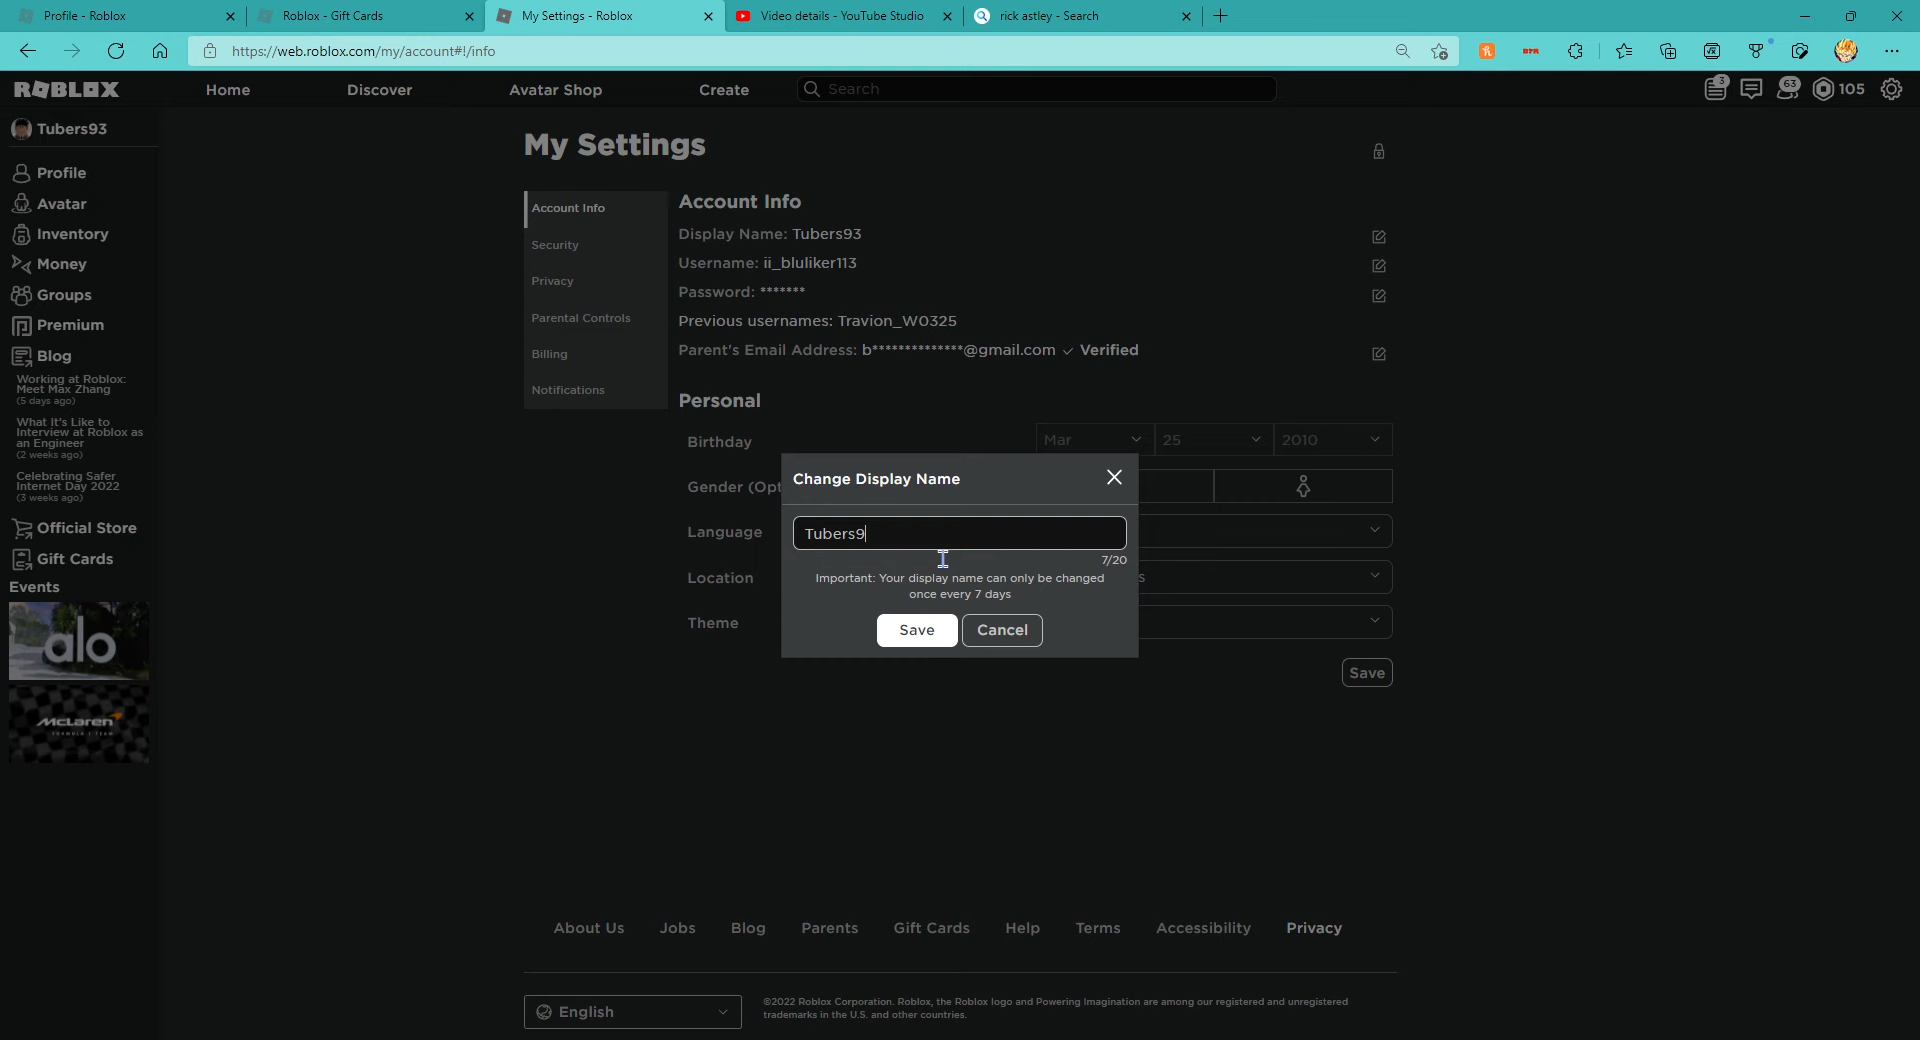 Profile - Roblox
Roblox - Gift Cards
My Settings - Roblox
Video details - YouTube Studio
rick astley - Search
https://web.roblox.com/my/account#!/info
ROBLOX
Home
Discover
Avatar Shop
Create
Search
3
63
105
Tubers93
Profile
Avatar
Inventory
Money
Groups
Premium
Blog
Working at Roblox:
Meet Max Zhang
(5 days ago)
What It's Like to
Interview at Roblox as
an Engineer
(2 weeks ago)
Celebrating Safer
Internet Day 2022
(3 weeks ago)
Official Store
Gift Cards
Events
alo
McLaren
FORMULA 1 TEAM
My Settings
Account Info
Security
Privacy
Parental Controls
Billing
Notifications
Account Info
Display Name: Tubers93
Username: ii_bluliker113
Password: *******
Previous usernames: Travion_W0325
Parent's Email Address: b**************@gmail.com ✓ Verified
Personal
Birthday
Mar
25
2010
Gender (Opt
Language
Location
s
Theme
Save
Change Display Name
Tubers9
7/20
Important: Your display name can only be changed
once every 7 days
Save
Cancel
About Us
Jobs
Blog
Parents
Gift Cards
Help
Terms
Accessibility
Privacy
English
©2022 Roblox Corporation. Roblox, the Roblox logo and Powering Imagination are among our registered and unregistered
trademarks in the U.S. and other countries.